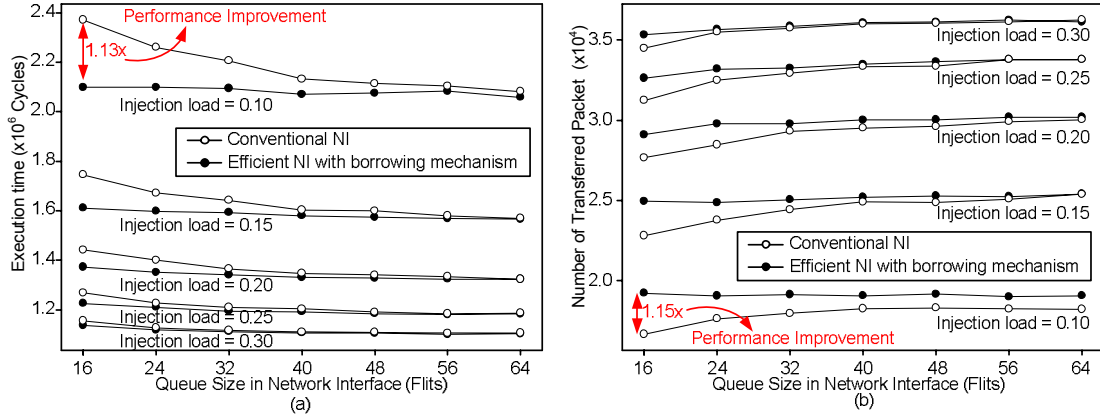 (a)
Execution time (x10⁶ Cycles)
2.4
2.2
2.0
1.8
1.6
1.4
1.2
Performance Improvement
1.13x
Injection load = 0.10
Conventional NI
Efficient NI with borrowing mechanism
Injection load = 0.15
Injection load = 0.20
Injection load = 0.25
Injection load = 0.30
16 24 32 40 48 56 64
Queue Size in Network Interface (Flits)
(a)
(b)
Number of Transferred Packet (x10⁴)
3.5
3.0
2.5
2.0
Injection load = 0.30
Injection load = 0.25
Injection load = 0.20
Injection load = 0.15
Conventional NI
Efficient NI with borrowing mechanism
1.15x
Injection load = 0.10
Performance Improvement
16 24 32 40 48 56 64
Queue Size in Network Interface (Flits)
(b)